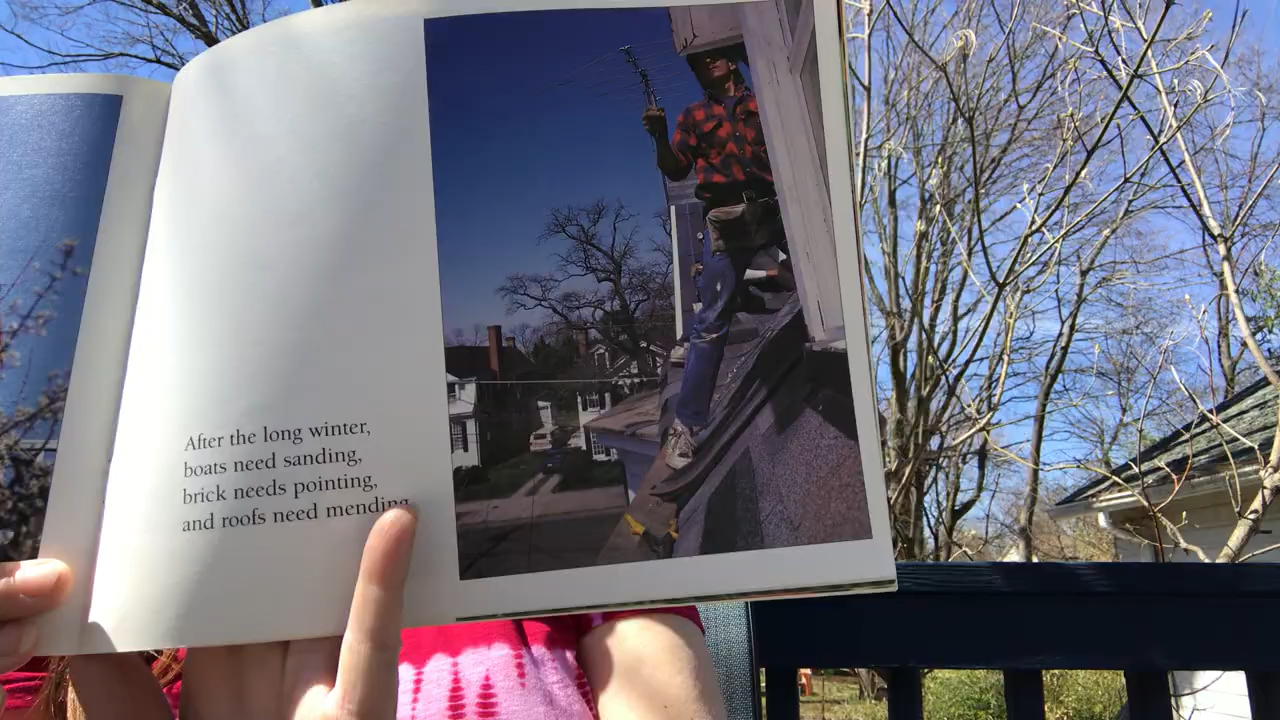 After the long winter,
boats need sanding,
brick needs pointing,
and roofs need mending